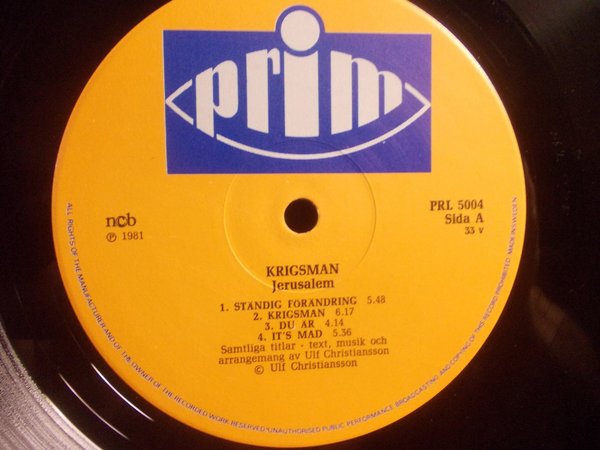 prim
ncb
℗ 1981
PRL 5004
Sida A
33 v
KRIGSMAN
Jerusalem
1. STÄNDIG FÖRÄNDRING 5.48
2. KRIGSMAN 6.17
3. DU ÄR 4.14
4. IT'S MAD 5.36
Samtliga titlar - text, musik och
arrangemang av Ulf Christiansson
© Ulf Christiansson
ALL RIGHTS OF THE MANUFACTURER AND OF THE OWNER OF THE RECORDED WORK RESERVED. UNAUTHORISED PUBLIC PERFORMANCE, BROADCASTING AND COPYING OF THIS RECORD PROHIBITED. MADE IN SWEDEN